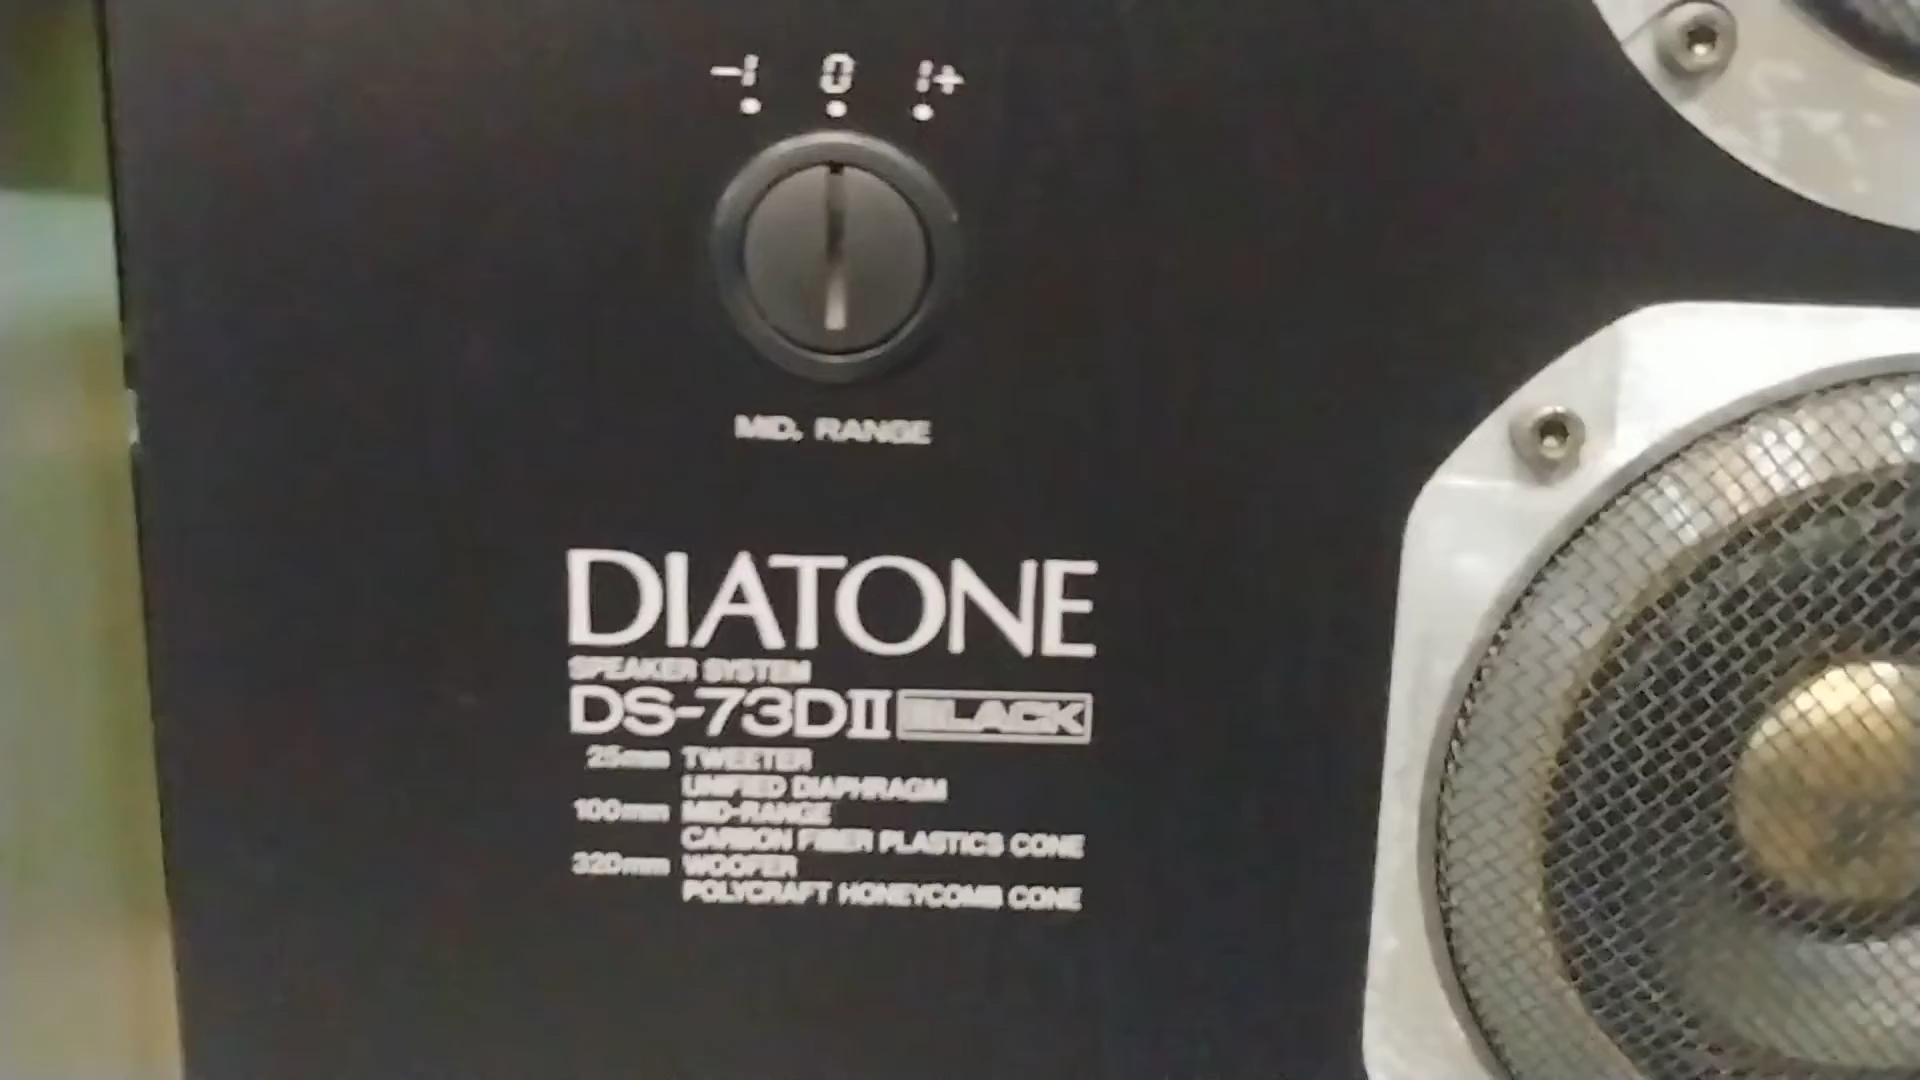 -1 0 1+
MID. RANGE
DIATONE
SPEAKER SYSTEM
DS-73DII BLACK
25mm TWEETER
UNIFIED DIAPHRAGM
100mm MID-RANGE
CARBON FIBER PLASTICS CONE
320mm WOOFER
POLYCRAFT HONEYCOMB CONE